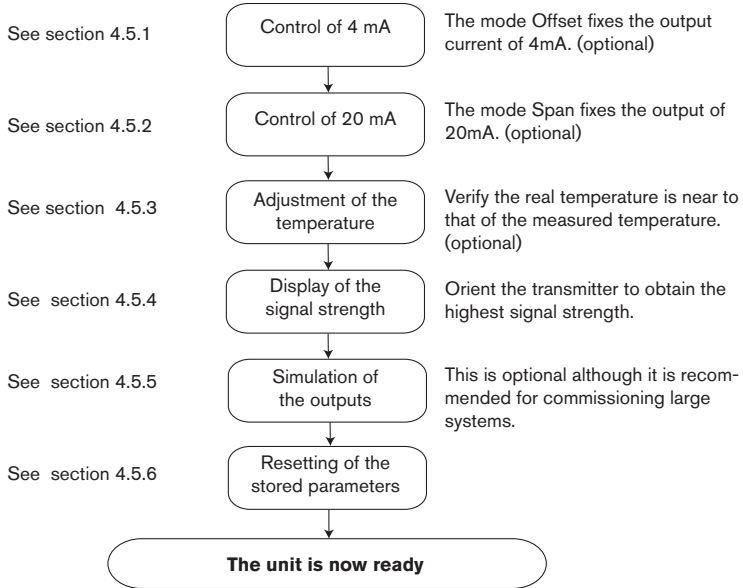 See section 4.5.1
Control of 4 mA
The mode Offset fixes the output
current of 4mA. (optional)
See section 4.5.2
Control of 20 mA
The mode Span fixes the output of
20mA. (optional)
See section 4.5.3
Adjustment of the
temperature
Verify the real temperature is near to
that of the measured temperature.
(optional)
See section 4.5.4
Display of the
signal strength
Orient the transmitter to obtain the
highest signal strength.
See section 4.5.5
Simulation of
the outputs
This is optional although it is recom-
mended for commissioning large
systems.
See section 4.5.6
Resetting of the
stored parameters
The unit is now ready